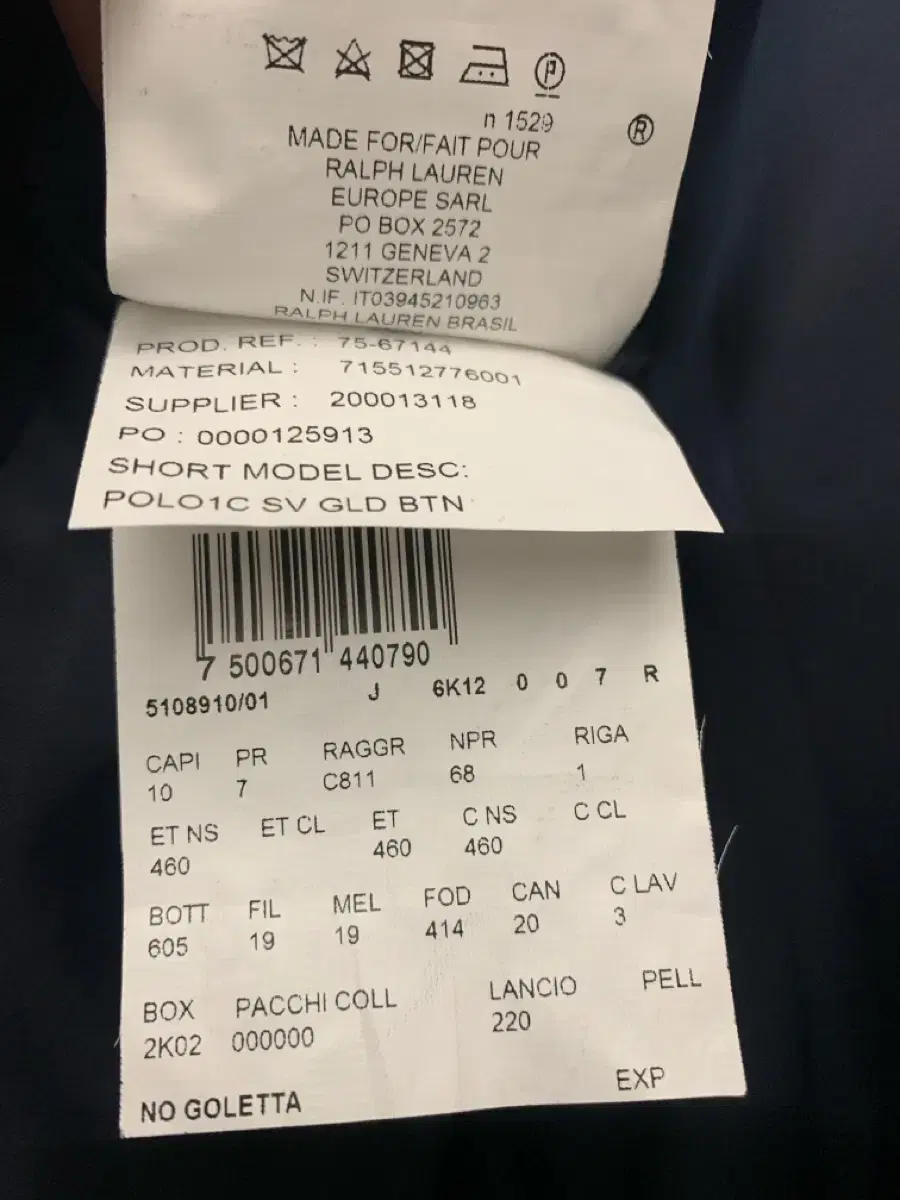 P
n 1529
®
MADE FOR/FAIT POUR
RALPH LAUREN
EUROPE SARL
PO BOX 2572
1211 GENEVA 2
SWITZERLAND
N.IF. IT03945210963
RALPH LAUREN BRASIL
PROD. REF. : 75-67144
MATERIAL : 715512776001
SUPPLIER : 200013118
PO : 0000125913
SHORT MODEL DESC:
POLO1C SV GLD BTN
7 500671 440790
5108910/01 J 6K12 0 0 7 R
CAPI PR RAGGR NPR RIGA
10 7 C811 68 1
ET NS ET CL ET C NS C CL
460 460 460
BOTT FIL MEL FOD CAN C LAV
605 19 19 414 20 3
BOX PACCHI COLL LANCIO PELL
2K02 000000 220
NO GOLETTA EXP